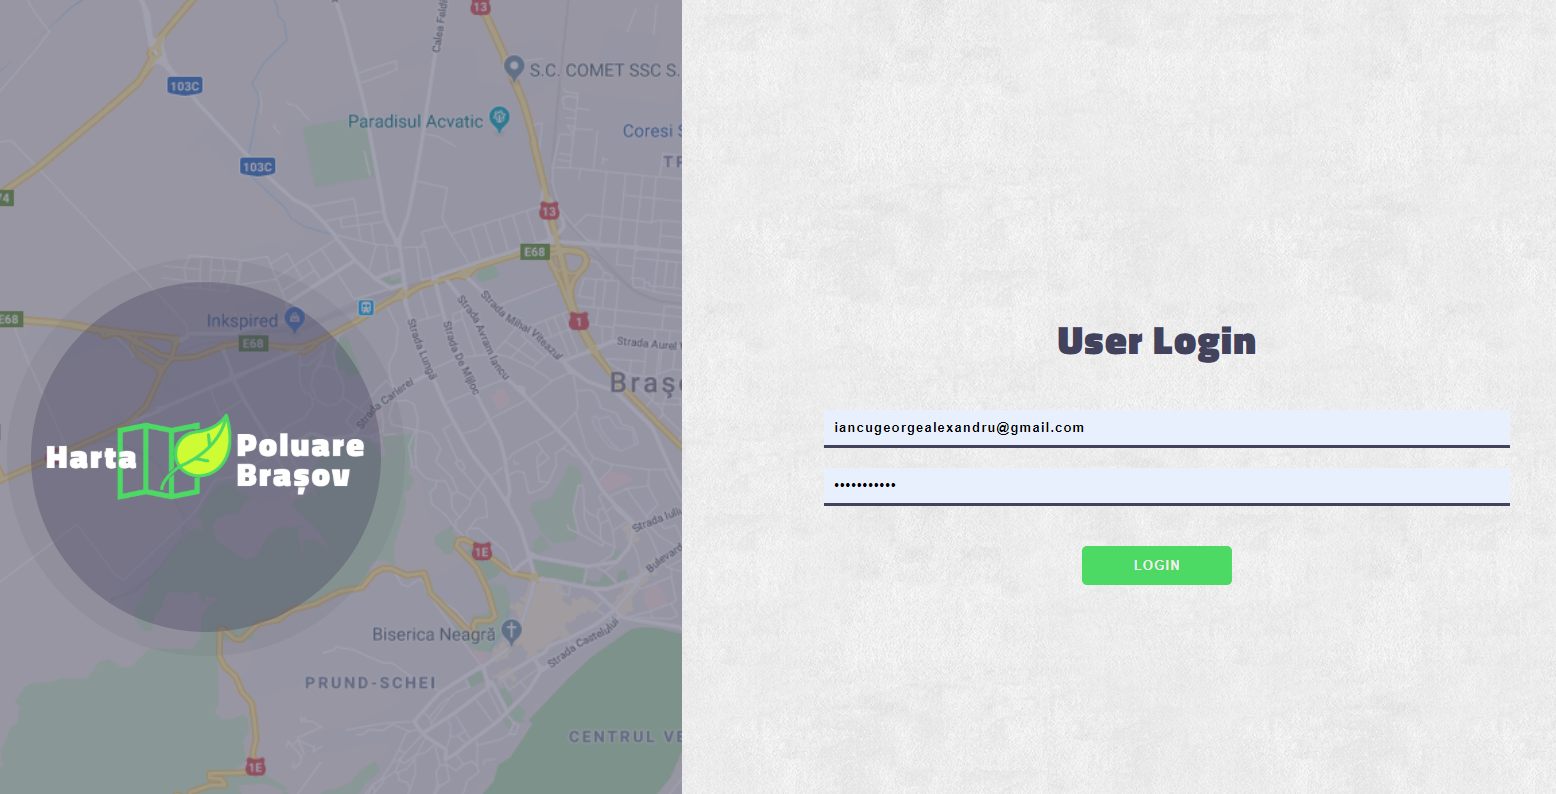 13
Calea Feldi
S.C. COMET SSC S.
103C
Paradisul Acvatic
Coresi S
TR
103C
74
13
E68
E68
Inkspired
E68
1
Strada Mihai Viteazul
Strada Avram Iancu
Strada De Mijloc
Strada Lungă
Strada Aurel V
Strada Carierei
Brașo
Harta
Poluare
Brașov
Strada Iuliu
Bulevard
1E
Biserica Neagră
Strada Castelului
PRUND-SCHEI
CENTRUL VE
1E
User Login
iancugeorgealexandru@gmail.com
•••••••••••
LOGIN